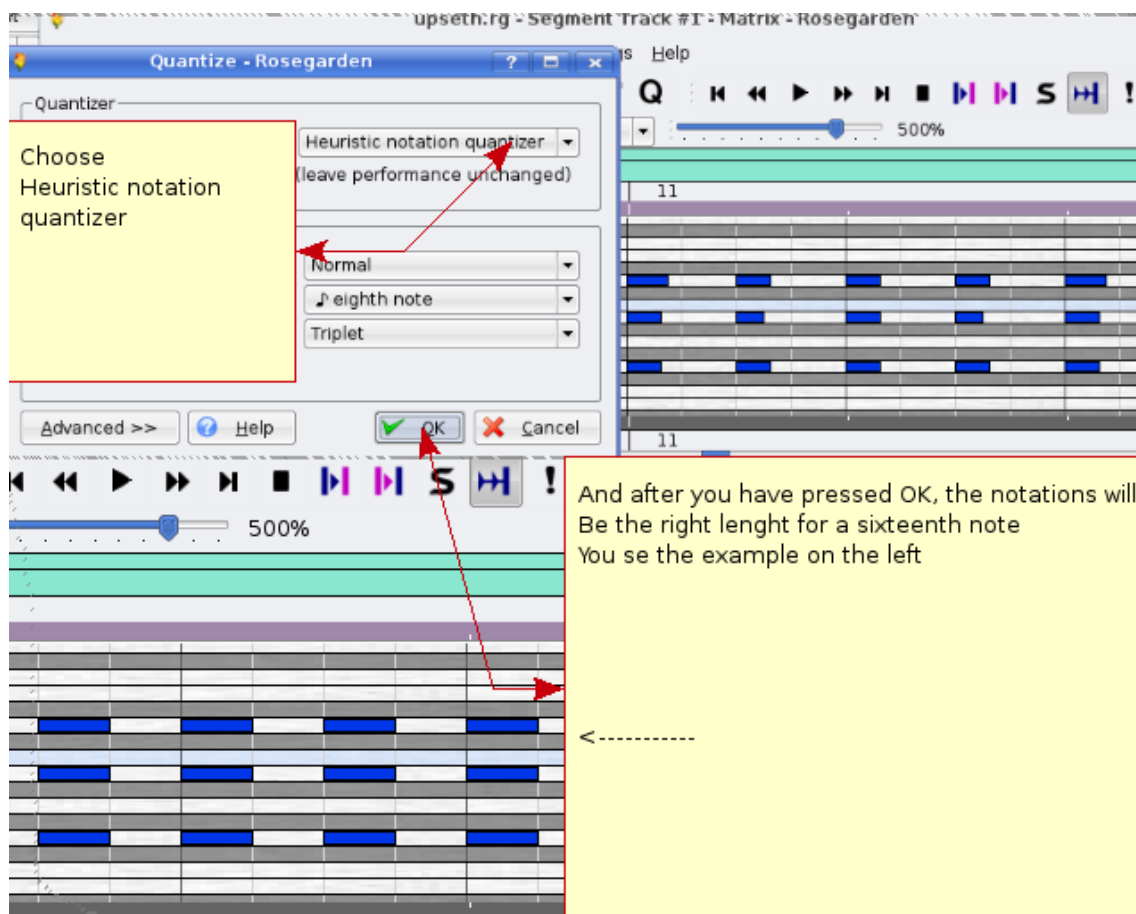 upseth.rg - Segment Track #1 - Matrix - Rosegarden
Help
Quantize - Rosegarden
Q
S
!
500%
Quantizer
Heuristic notation quantizer
(leave performance unchanged)
Choose
Heuristic notation
quantizer
11
Normal
eighth note
Triplet
Advanced >>
Help
OK
Cancel
11
S
!
500%
And after you have pressed OK, the notations will
Be the right lenght for a sixteenth note
You se the example on the left
<-----------